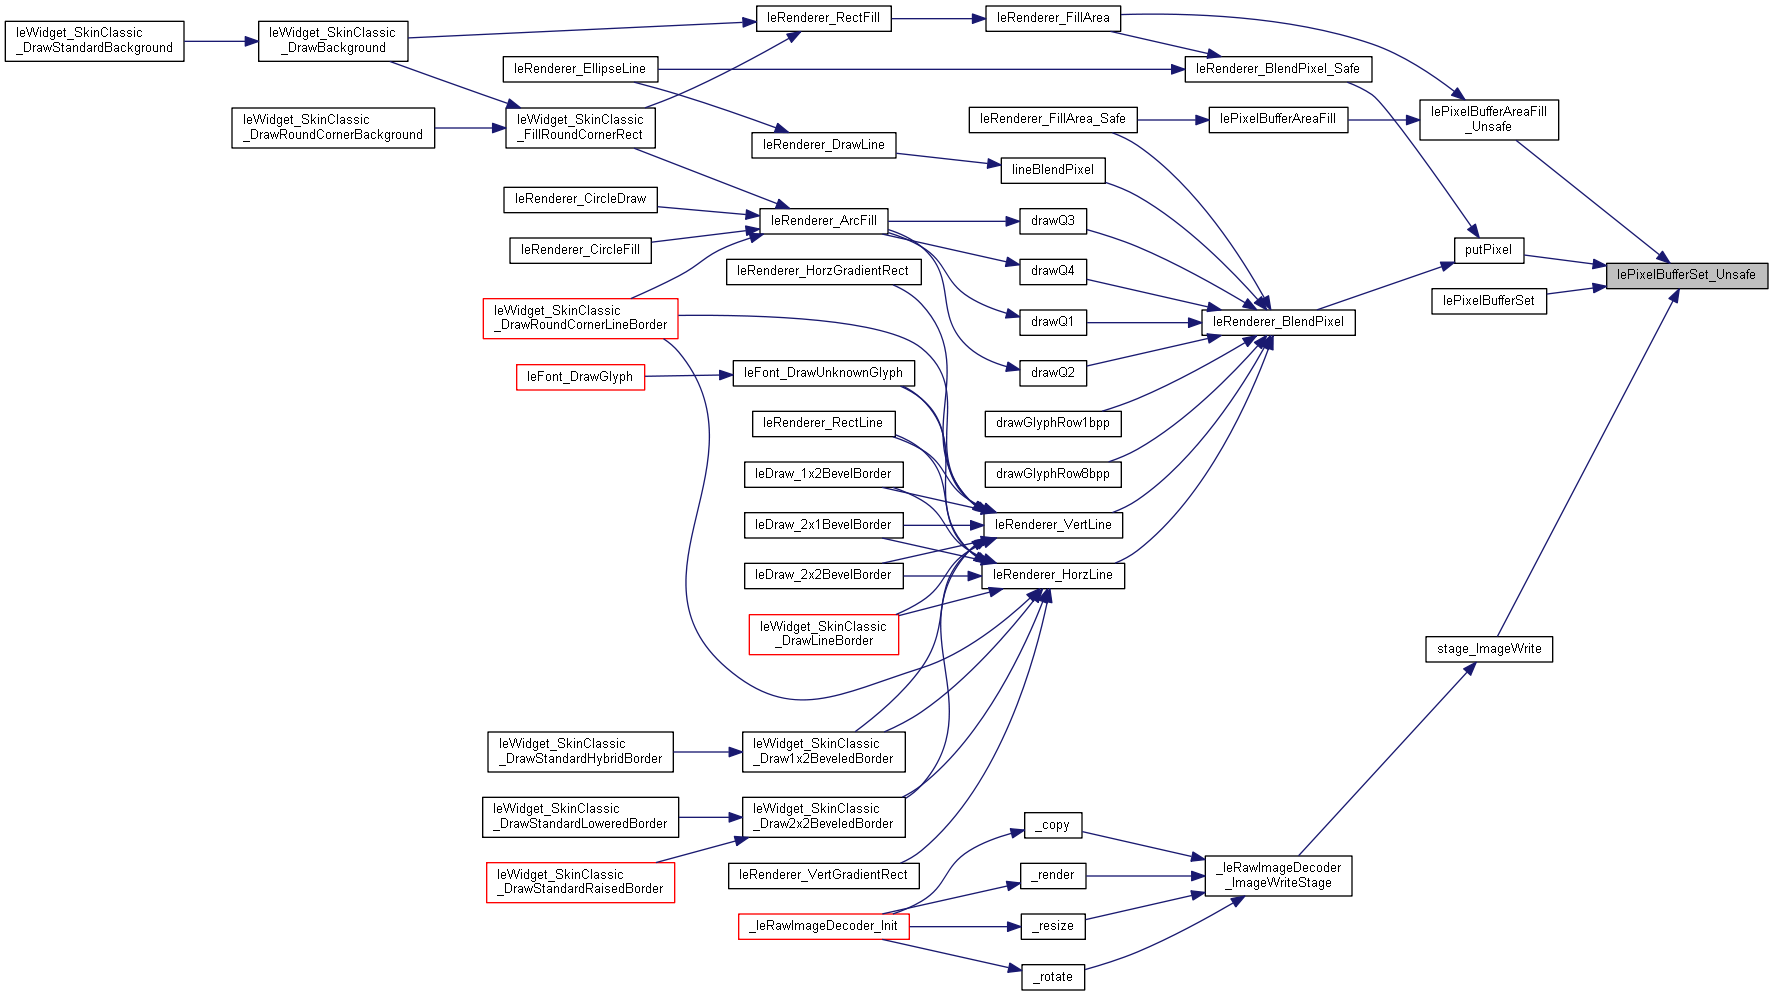 leWidget_SkinClassic
_DrawStandardBackground
leWidget_SkinClassic
_DrawBackground
leRenderer_RectFill
leRenderer_FillArea
leRenderer_EllipseLine
leRenderer_BlendPixel_Safe
leWidget_SkinClassic
_DrawRoundCornerBackground
leWidget_SkinClassic
_FillRoundCornerRect
leRenderer_FillArea_Safe
lePixelBufferAreaFill
lePixelBufferAreaFill
_Unsafe
leRenderer_DrawLine
lineBlendPixel
leRenderer_CircleDraw
leRenderer_ArcFill
drawQ3
leRenderer_CircleFill
putPixel
leRenderer_HorzGradientRect
drawQ4
lePixelBufferSet_Unsafe
lePixelBufferSet
leWidget_SkinClassic
_DrawRoundCornerLineBorder
drawQ1
leRenderer_BlendPixel
leFont_DrawGlyph
leFont_DrawUnknownGlyph
drawQ2
leRenderer_RectLine
drawGlyphRow1bpp
leDraw_1x2BevelBorder
drawGlyphRow8bpp
leDraw_2x1BevelBorder
leRenderer_VertLine
leDraw_2x2BevelBorder
leRenderer_HorzLine
leWidget_SkinClassic
_DrawLineBorder
stage_ImageWrite
leWidget_SkinClassic
_DrawStandardHybridBorder
leWidget_SkinClassic
_Draw1x2BeveledBorder
leWidget_SkinClassic
_DrawStandardLoweredBorder
leWidget_SkinClassic
_Draw2x2BeveledBorder
_copy
leWidget_SkinClassic
_DrawStandardRaisedBorder
leRenderer_VertGradientRect
_render
_leRawImageDecoder
_ImageWriteStage
_leRawImageDecoder_Init
_resize
_rotate